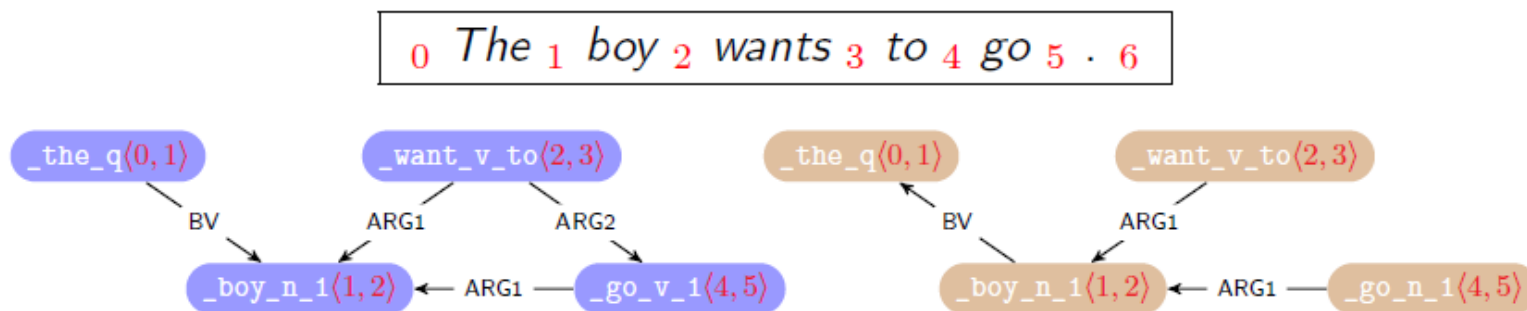 0 The 1 boy 2 wants 3 to 4 go 5 . 6
_the_q⟨0, 1⟩ _want_v_to⟨2, 3⟩ _the_q⟨0, 1⟩ _want_v_to⟨2, 3⟩
BV ARG1 ARG2 BV ARG1
_boy_n_1⟨1, 2⟩ ARG1 _go_v_1⟨4, 5⟩ _boy_n_1⟨1, 2⟩ ARG1 _go_n_1⟨4, 5⟩